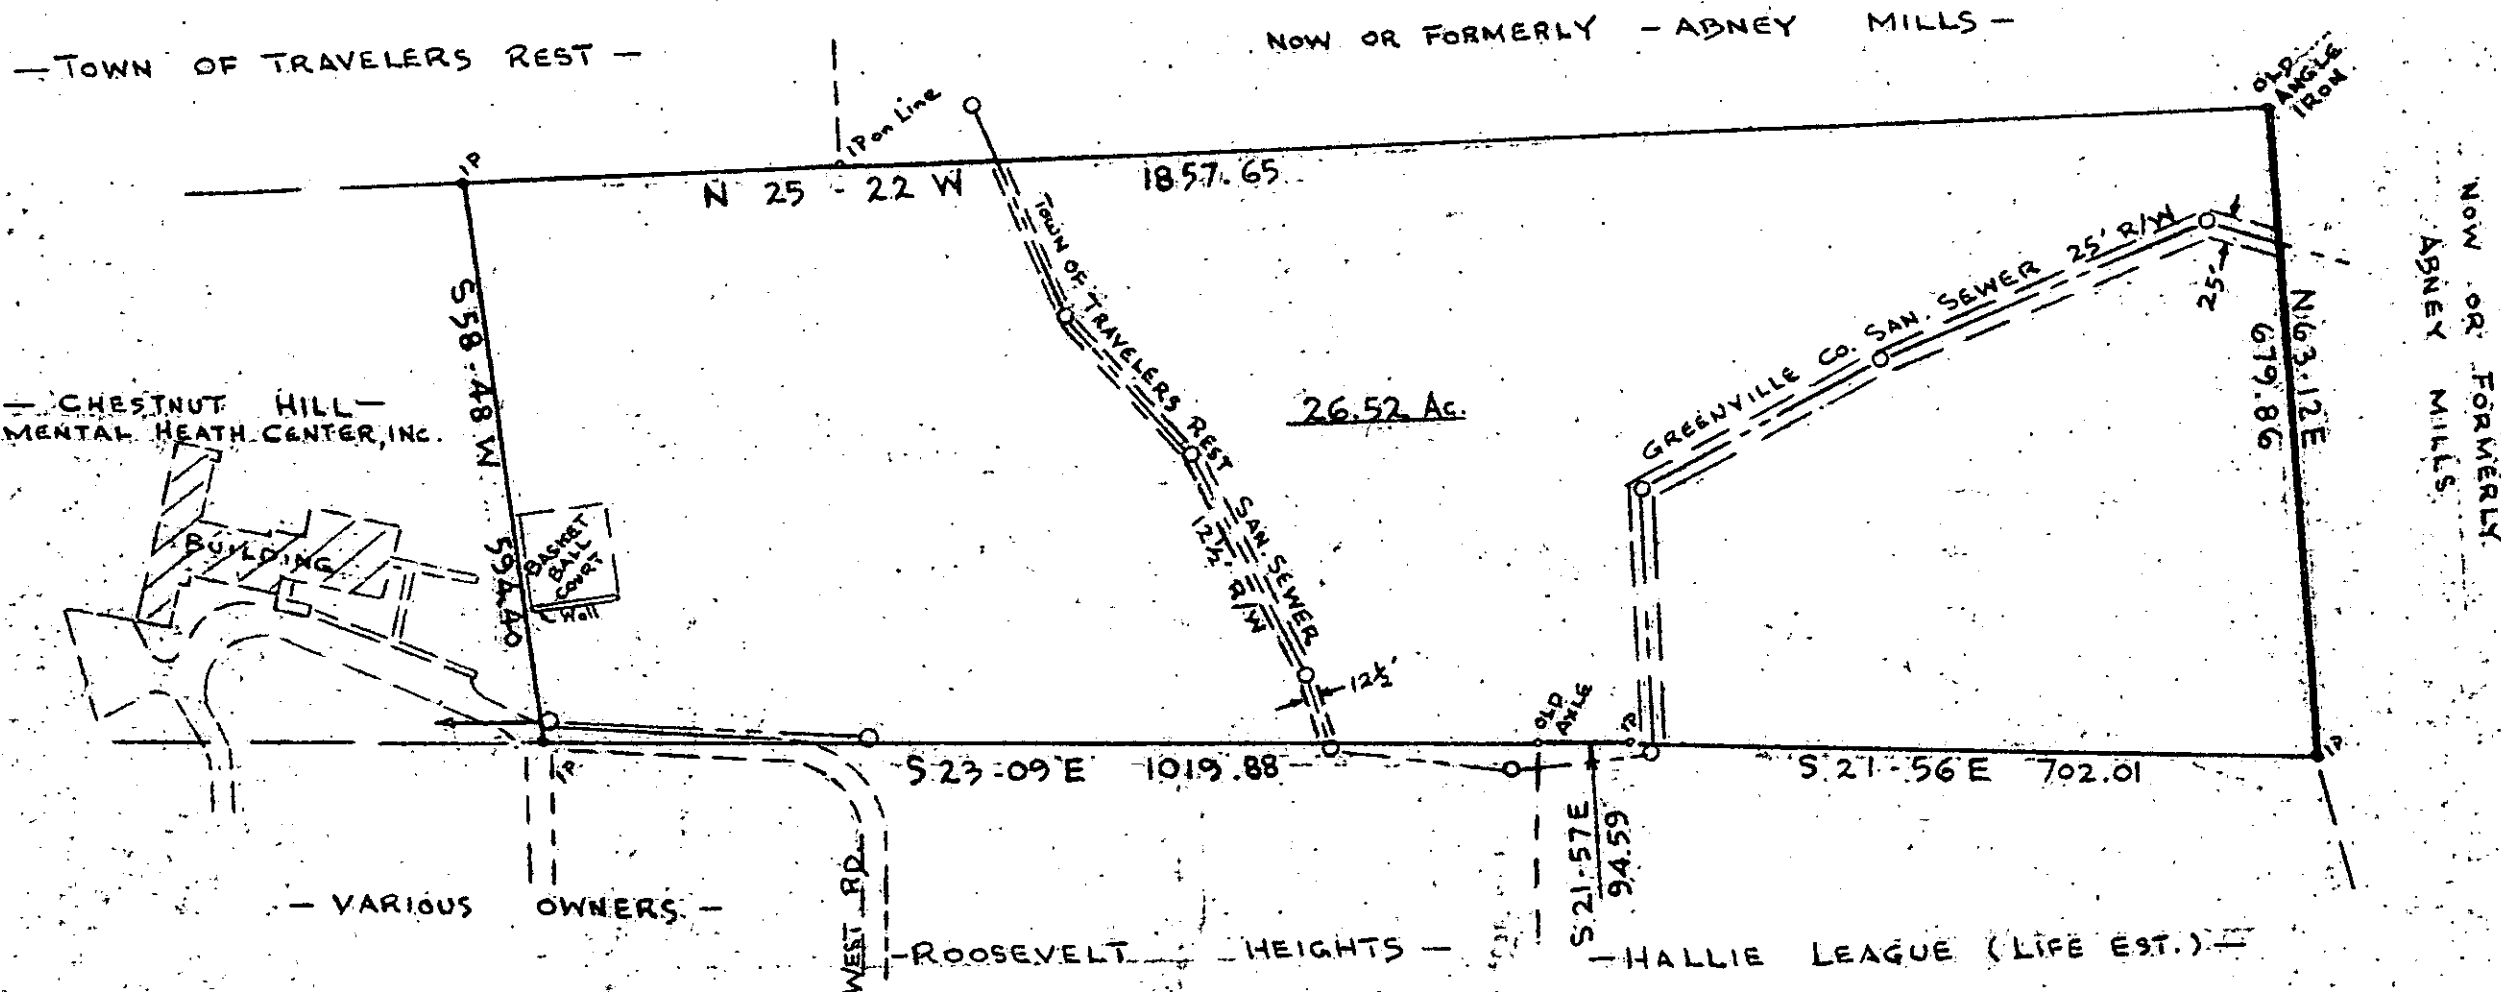 —TOWN OF TRAVELERS REST—
NOW OR FORMERLY — ABNEY MILLS —
OLD
ANGLE
IRON
IP
IP on Line
N 25 - 22 W 1857.65
TOWN OF TRAVELERS REST SAN. SEWER
12½' R/W
12½'
GREENVILLE CO. SAN. SEWER 25' R/W
25'
NOW OR FORMERLY
ABNEY MILLS
N 63-12 E
679.86
S 58-48 W 594.40
26.52 Ac.
— CHESTNUT HILL —
MENTAL HEATH CENTER, INC.
BUILDING
BASKET
BALL
COURT
Wall
OLD
AXLE
IP
IP
IP
S 23-09 E 1019.88
S 21-56 E 702.01
S 21-57 E
94.59
WEST RD.
— VARIOUS OWNERS —
—ROOSEVELT HEIGHTS —
—HALLIE LEAGUE (LIFE EST.)—